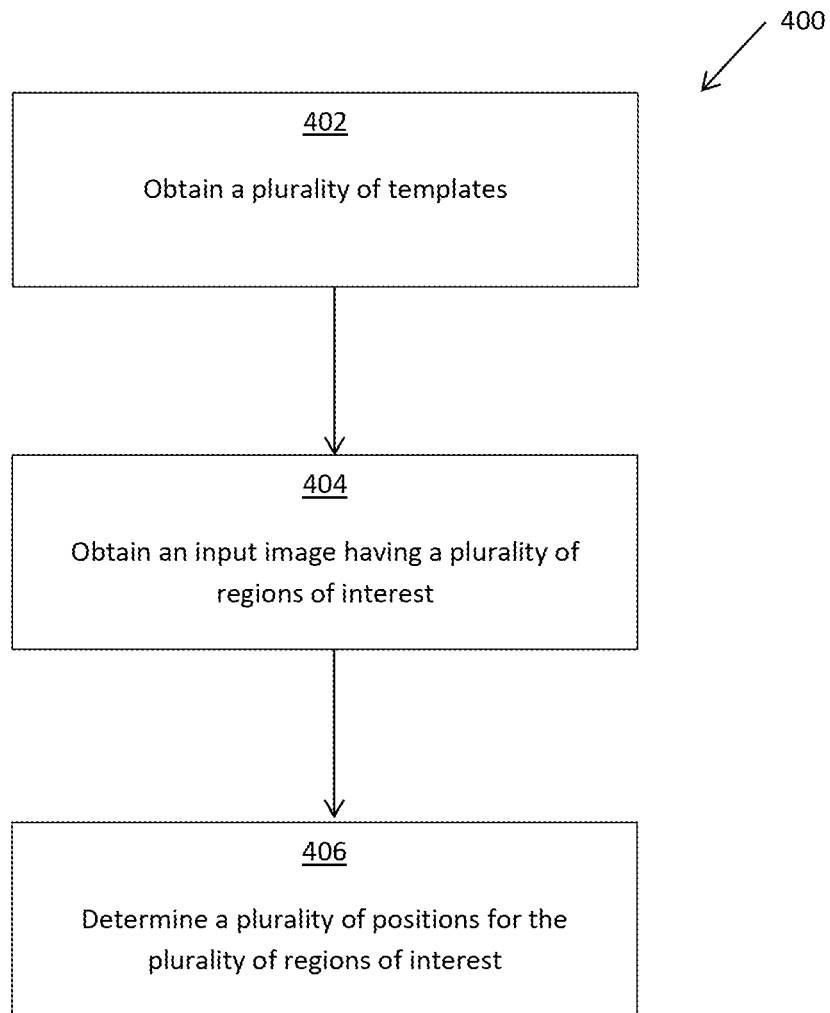 400
402
Obtain a plurality of templates
404
Obtain an input image having a plurality of
regions of interest
406
Determine a plurality of positions for the
plurality of regions of interest